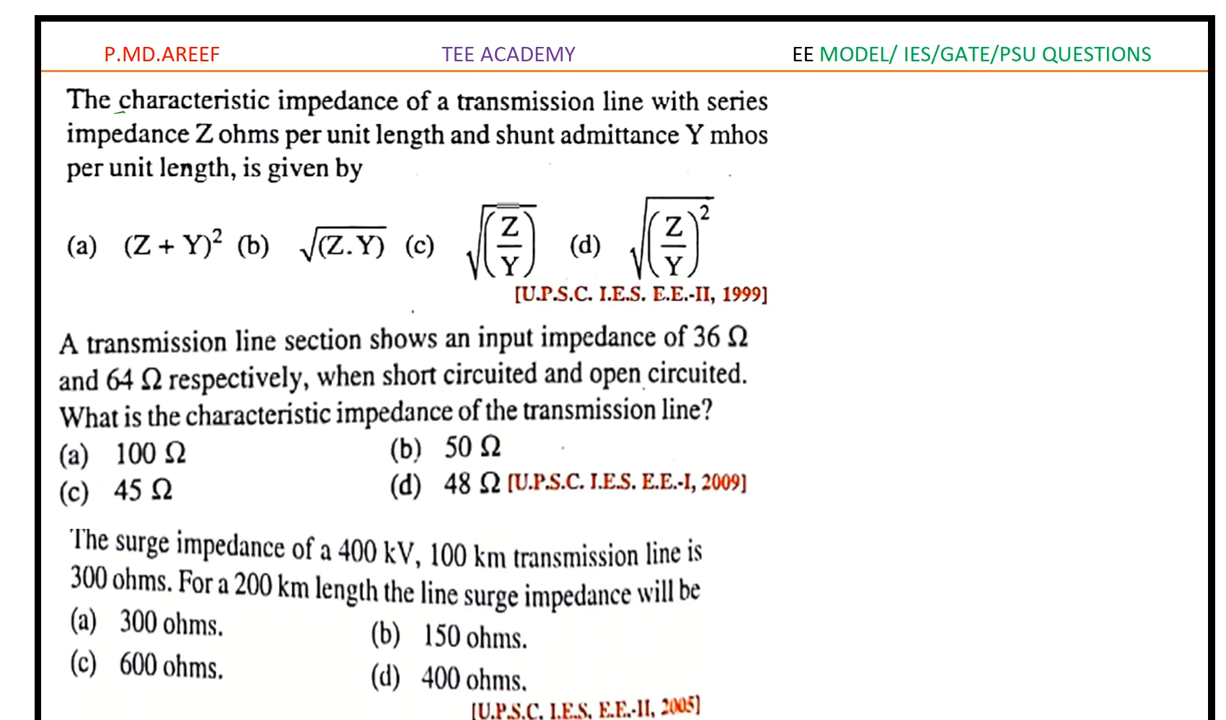 P.MD.AREEF TEE ACADEMY EE MODEL/ IES/GATE/PSU QUESTIONS
The characteristic impedance of a transmission line with series
impedance Z ohms per unit length and shunt admittance Y mhos
per unit length, is given by
(a) (Z + Y)² (b) √(Z.Y) (c) √(Z/Y) (d) √(Z/Y)²
[U.P.S.C. I.E.S. E.E.-II, 1999]
A transmission line section shows an input impedance of 36 Ω
and 64 Ω respectively, when short circuited and open circuited.
What is the characteristic impedance of the transmission line?
(a) 100 Ω (b) 50 Ω
(c) 45 Ω (d) 48 Ω [U.P.S.C. I.E.S. E.E.-I, 2009]
The surge impedance of a 400 kV, 100 km transmission line is
300 ohms. For a 200 km length the line surge impedance will be
(a) 300 ohms. (b) 150 ohms.
(c) 600 ohms. (d) 400 ohms.
[U.P.S.C. I.E.S. E.E.-II, 2005]